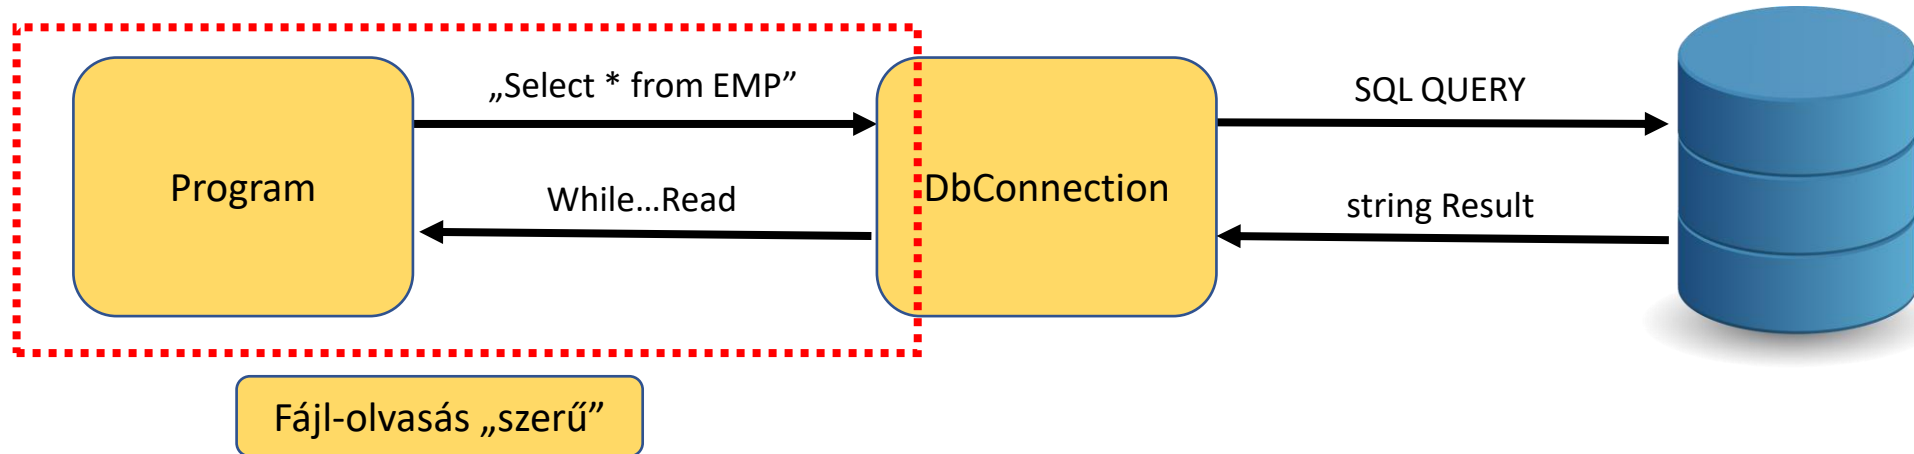 „Select * from EMP”
SQL QUERY
Program
While...Read
DbConnection
string Result
Fájl-olvasás „szerű”